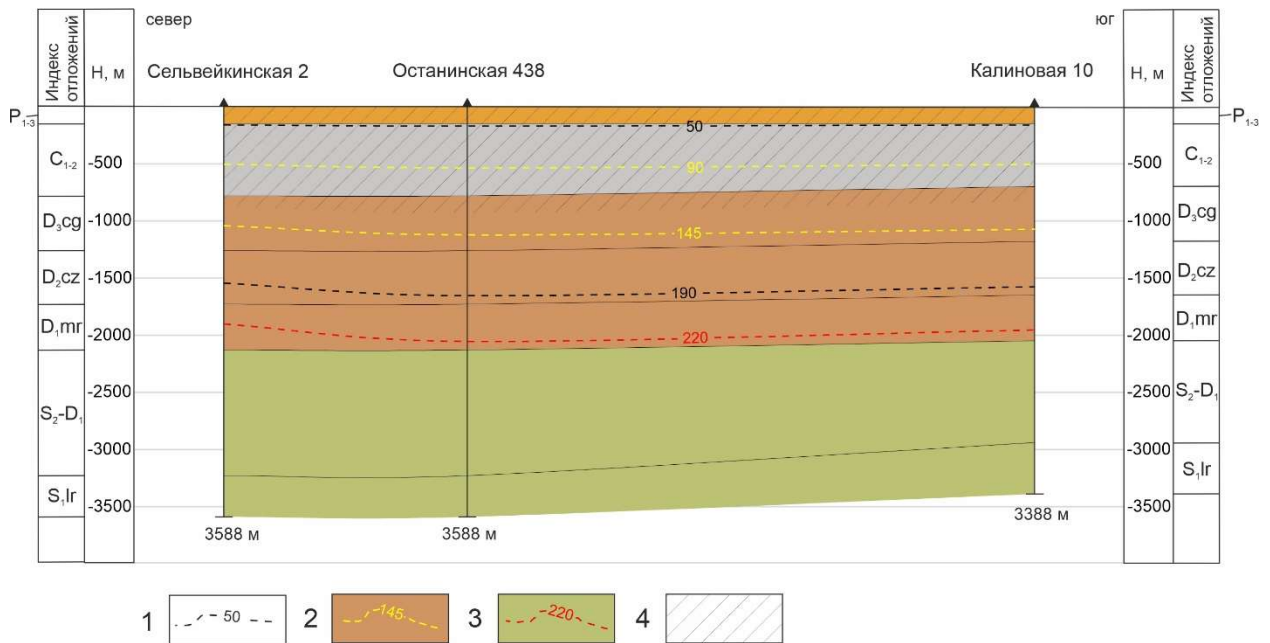 Индекс отложений
Н, м
север
юг
Н, м
Индекс отложений
Сельвейкинская 2
Останинская 438
Калиновая 10
P₁₋₃
P₁₋₃
50
C₁₋₂
-500
90
-500
C₁₋₂
D₃cg
-1000
145
-1000
D₃cg
D₂cz
-1500
190
-1500
D₂cz
D₁mr
-2000
220
-2000
D₁mr
S₂-D₁
-2500
-2500
S₂-D₁
-3000
-3000
S₁lr
-3500
-3500
S₁lr
3588 м
3588 м
3388 м
1
50
2
145
3
220
4